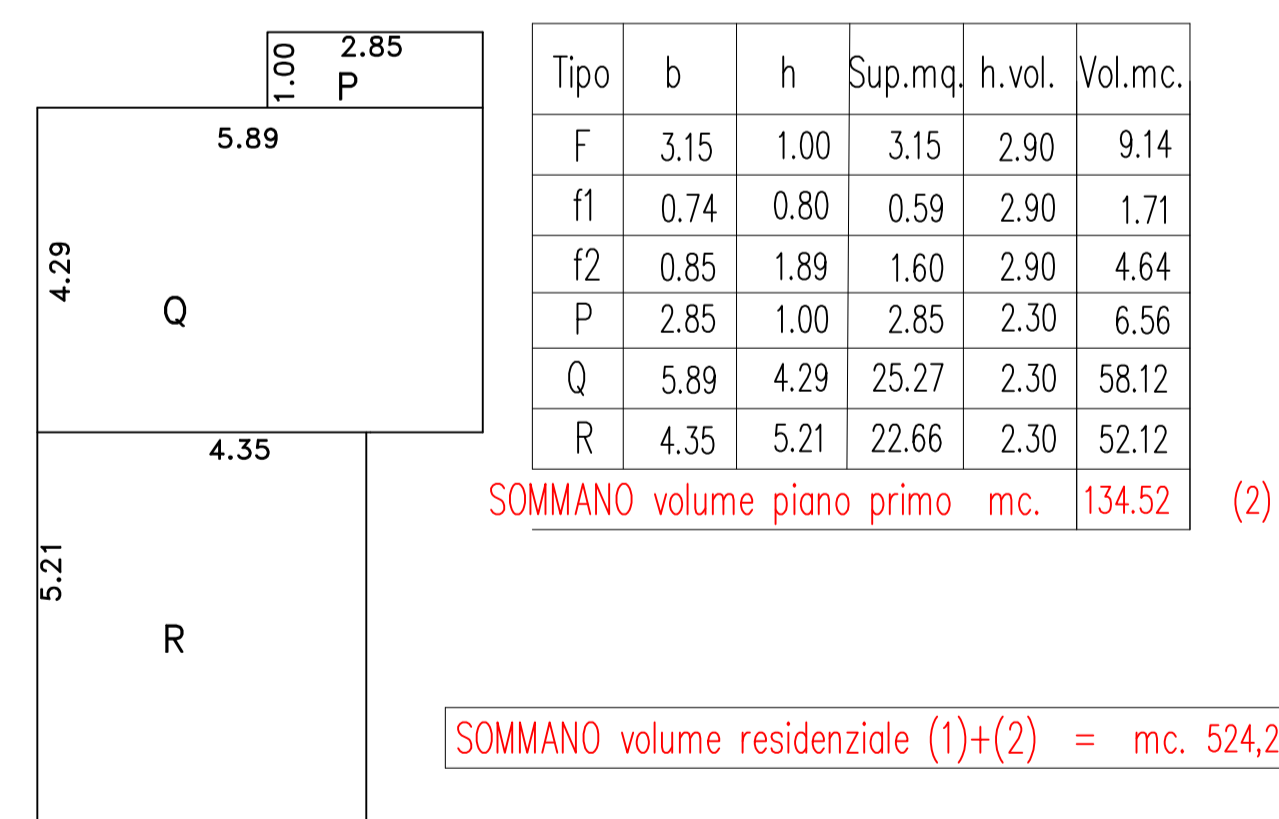 1.00
2.85
P
5.89
4.29
Q
4.35
5.21
R
Tipo b h Sup.mq. h.vol. Vol.mc.
F 3.15 1.00 3.15 2.90 9.14
f1 0.74 0.80 0.59 2.90 1.71
f2 0.85 1.89 1.60 2.90 4.64
P 2.85 1.00 2.85 2.30 6.56
Q 5.89 4.29 25.27 2.30 58.12
R 4.35 5.21 22.66 2.30 52.12
SOMMANO volume piano primo mc. 134.52 (2)
SOMMANO volume residenziale (1)+(2) = mc. 524,2